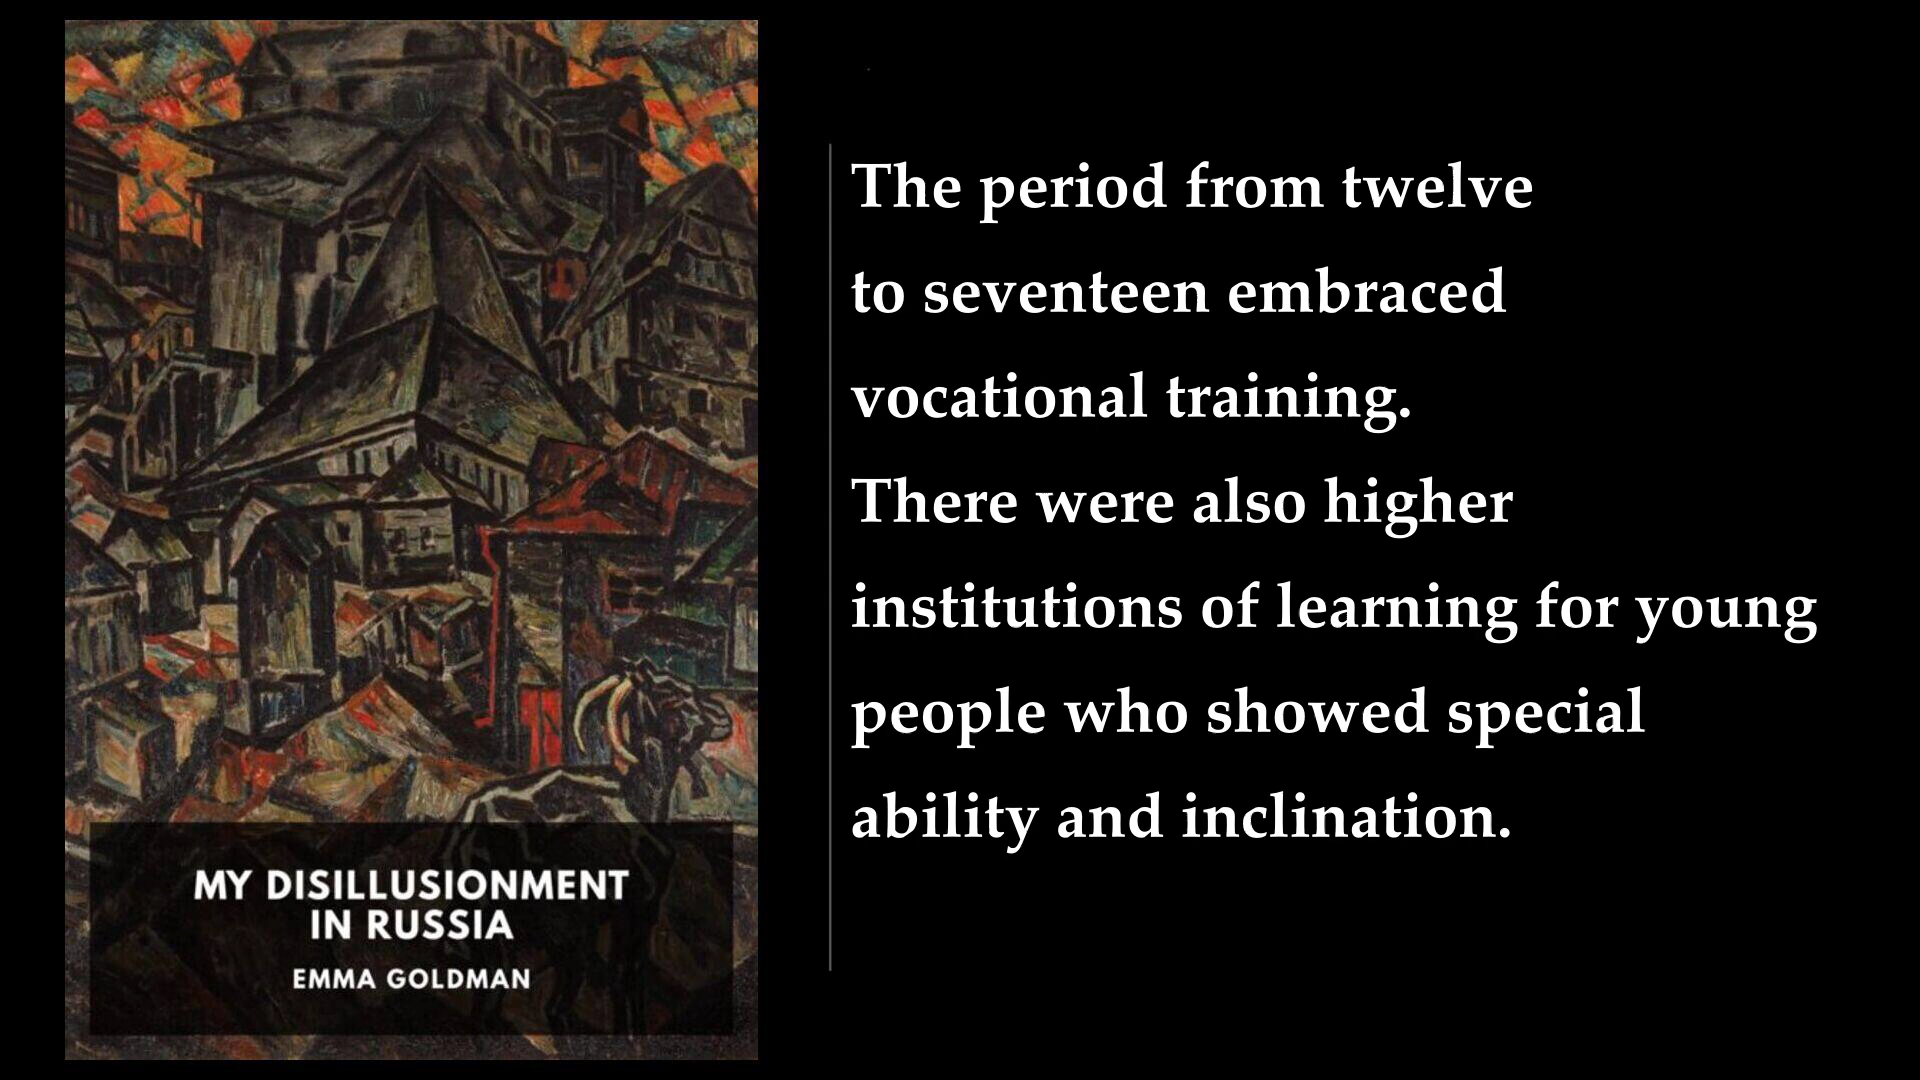 MY DISILLUSIONMENT
IN RUSSIA
EMMA GOLDMAN
The period from twelve
to seventeen embraced
vocational training.
There were also higher
institutions of learning for young
people who showed special
ability and inclination.